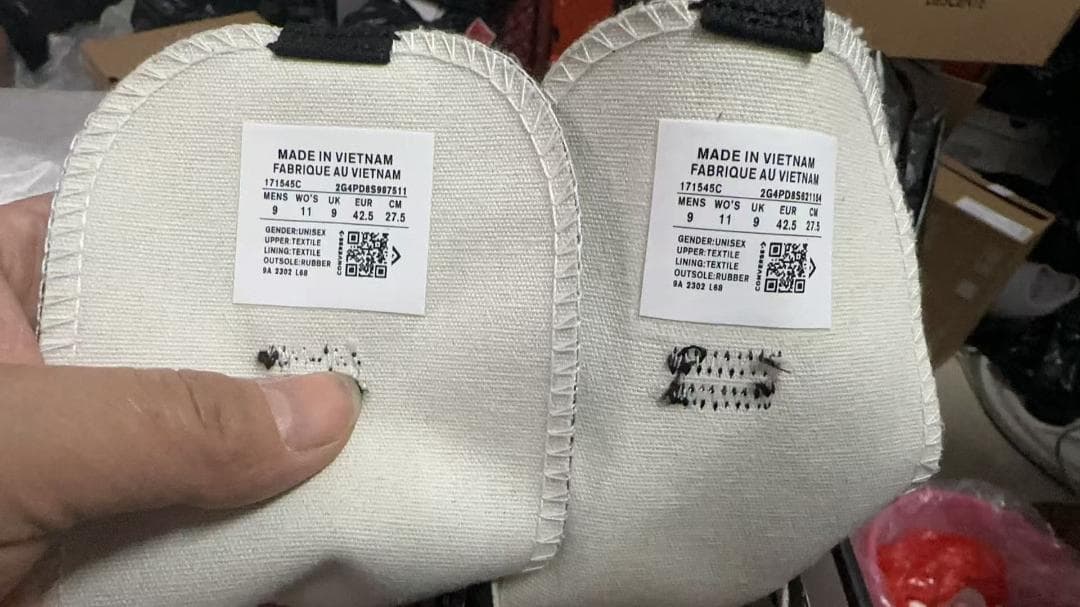 MADE IN VIETNAM
FABRIQUE AU VIETNAM
171545C 2G4PD8S987511
MENS WO'S UK EUR CM
9 11 9 42.5 27.5
GENDER:UNISEX
UPPER:TEXTILE
LINING:TEXTILE
OUTSOLE:RUBBER
9A 2302 L68
CONVERSE
MADE IN VIETNAM
FABRIQUE AU VIETNAM
171545C 2G4PD8S621154
MENS WO'S UK EUR CM
9 11 9 42.5 27.5
GENDER:UNISEX
UPPER:TEXTILE
LINING:TEXTILE
OUTSOLE:RUBBER
9A 2302 L68
CONVERSE